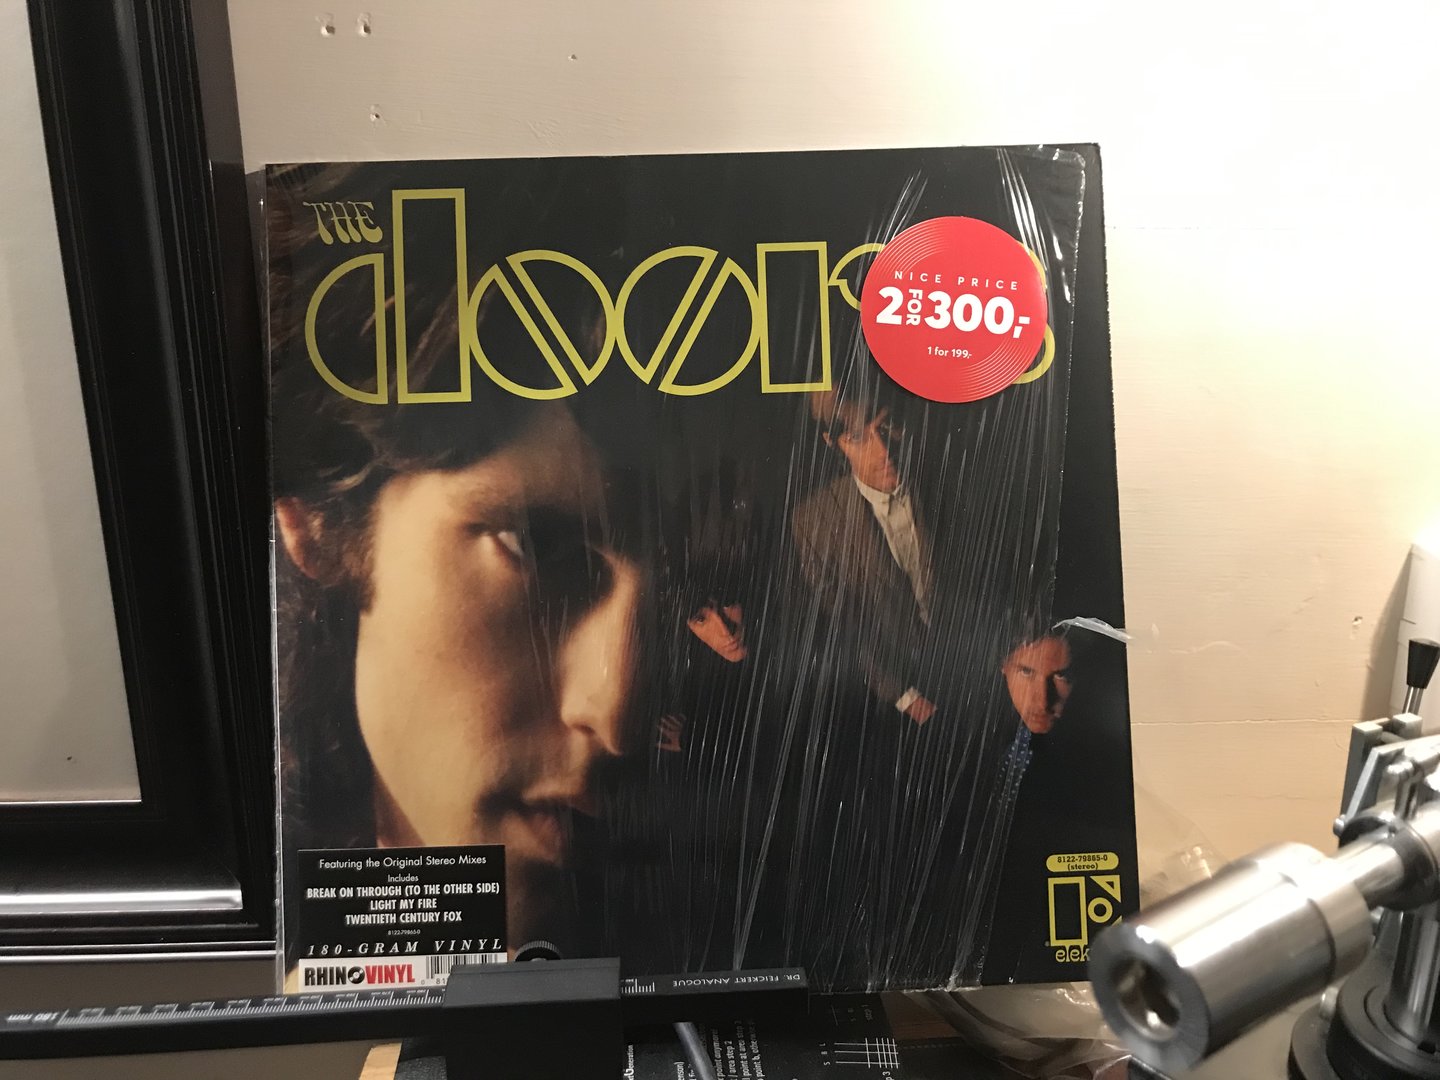 THE
doors
NICE PRICE
2 FOR 300,-
1 for 199,-
8122-79865-0
(stereo)
elek
Featuring the Original Stereo Mixes
Includes
BREAK ON THROUGH (TO THE OTHER SIDE)
LIGHT MY FIRE
TWENTIETH CENTURY FOX
8122-79865-0
180-GRAM VINYL
RHINO VINYL
DR. FEICKERT ANALOGUE
180 mm